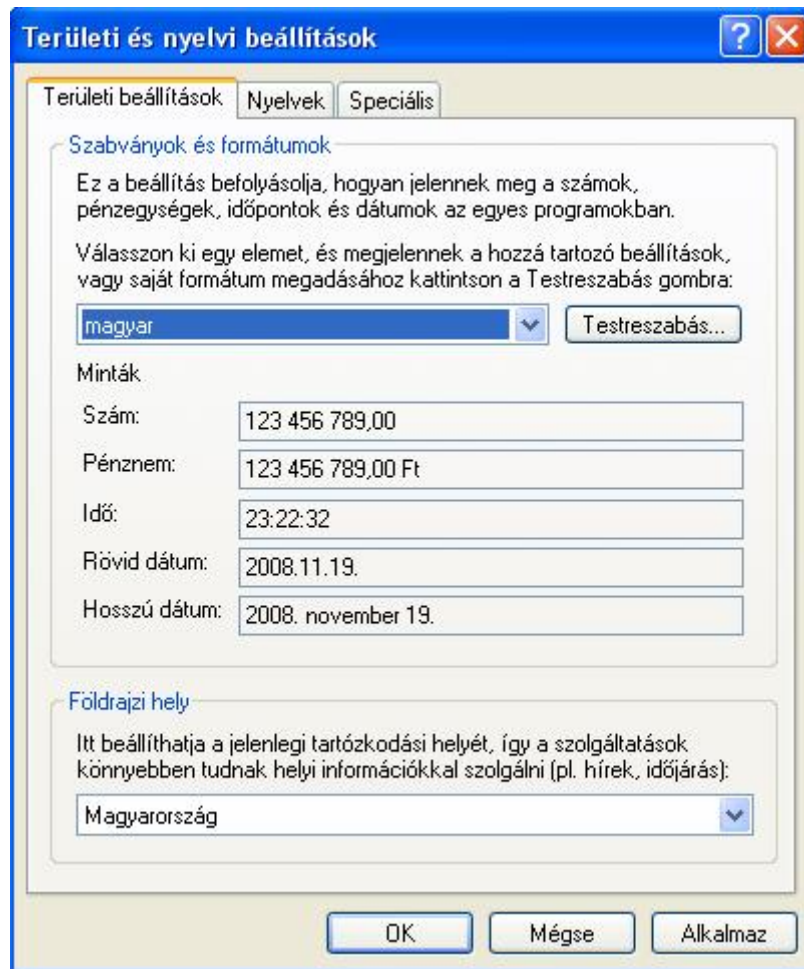 Területi és nyelvi beállítások
Területi beállítások Nyelvek Speciális
Szabványok és formátumok
Ez a beállítás befolyásolja, hogyan jelennek meg a számok,
pénzegységek, időpontok és dátumok az egyes programokban.
Válasszon ki egy elemet, és megjelennek a hozzá tartozó beállítások,
vagy saját formátum megadásához kattintson a Testreszabás gombra:
magyar Testreszabás...
Minták
Szám: 123 456 789,00
Pénznem: 123 456 789,00 Ft
Idő: 23:22:32
Rövid dátum: 2008.11.19.
Hosszú dátum: 2008. november 19.
Földrajzi hely
Itt beállíthatja a jelenlegi tartózkodási helyét, így a szolgáltatások
könnyebben tudnak helyi információkkal szolgálni (pl. hírek, időjárás):
Magyarország
OK Mégse Alkalmaz